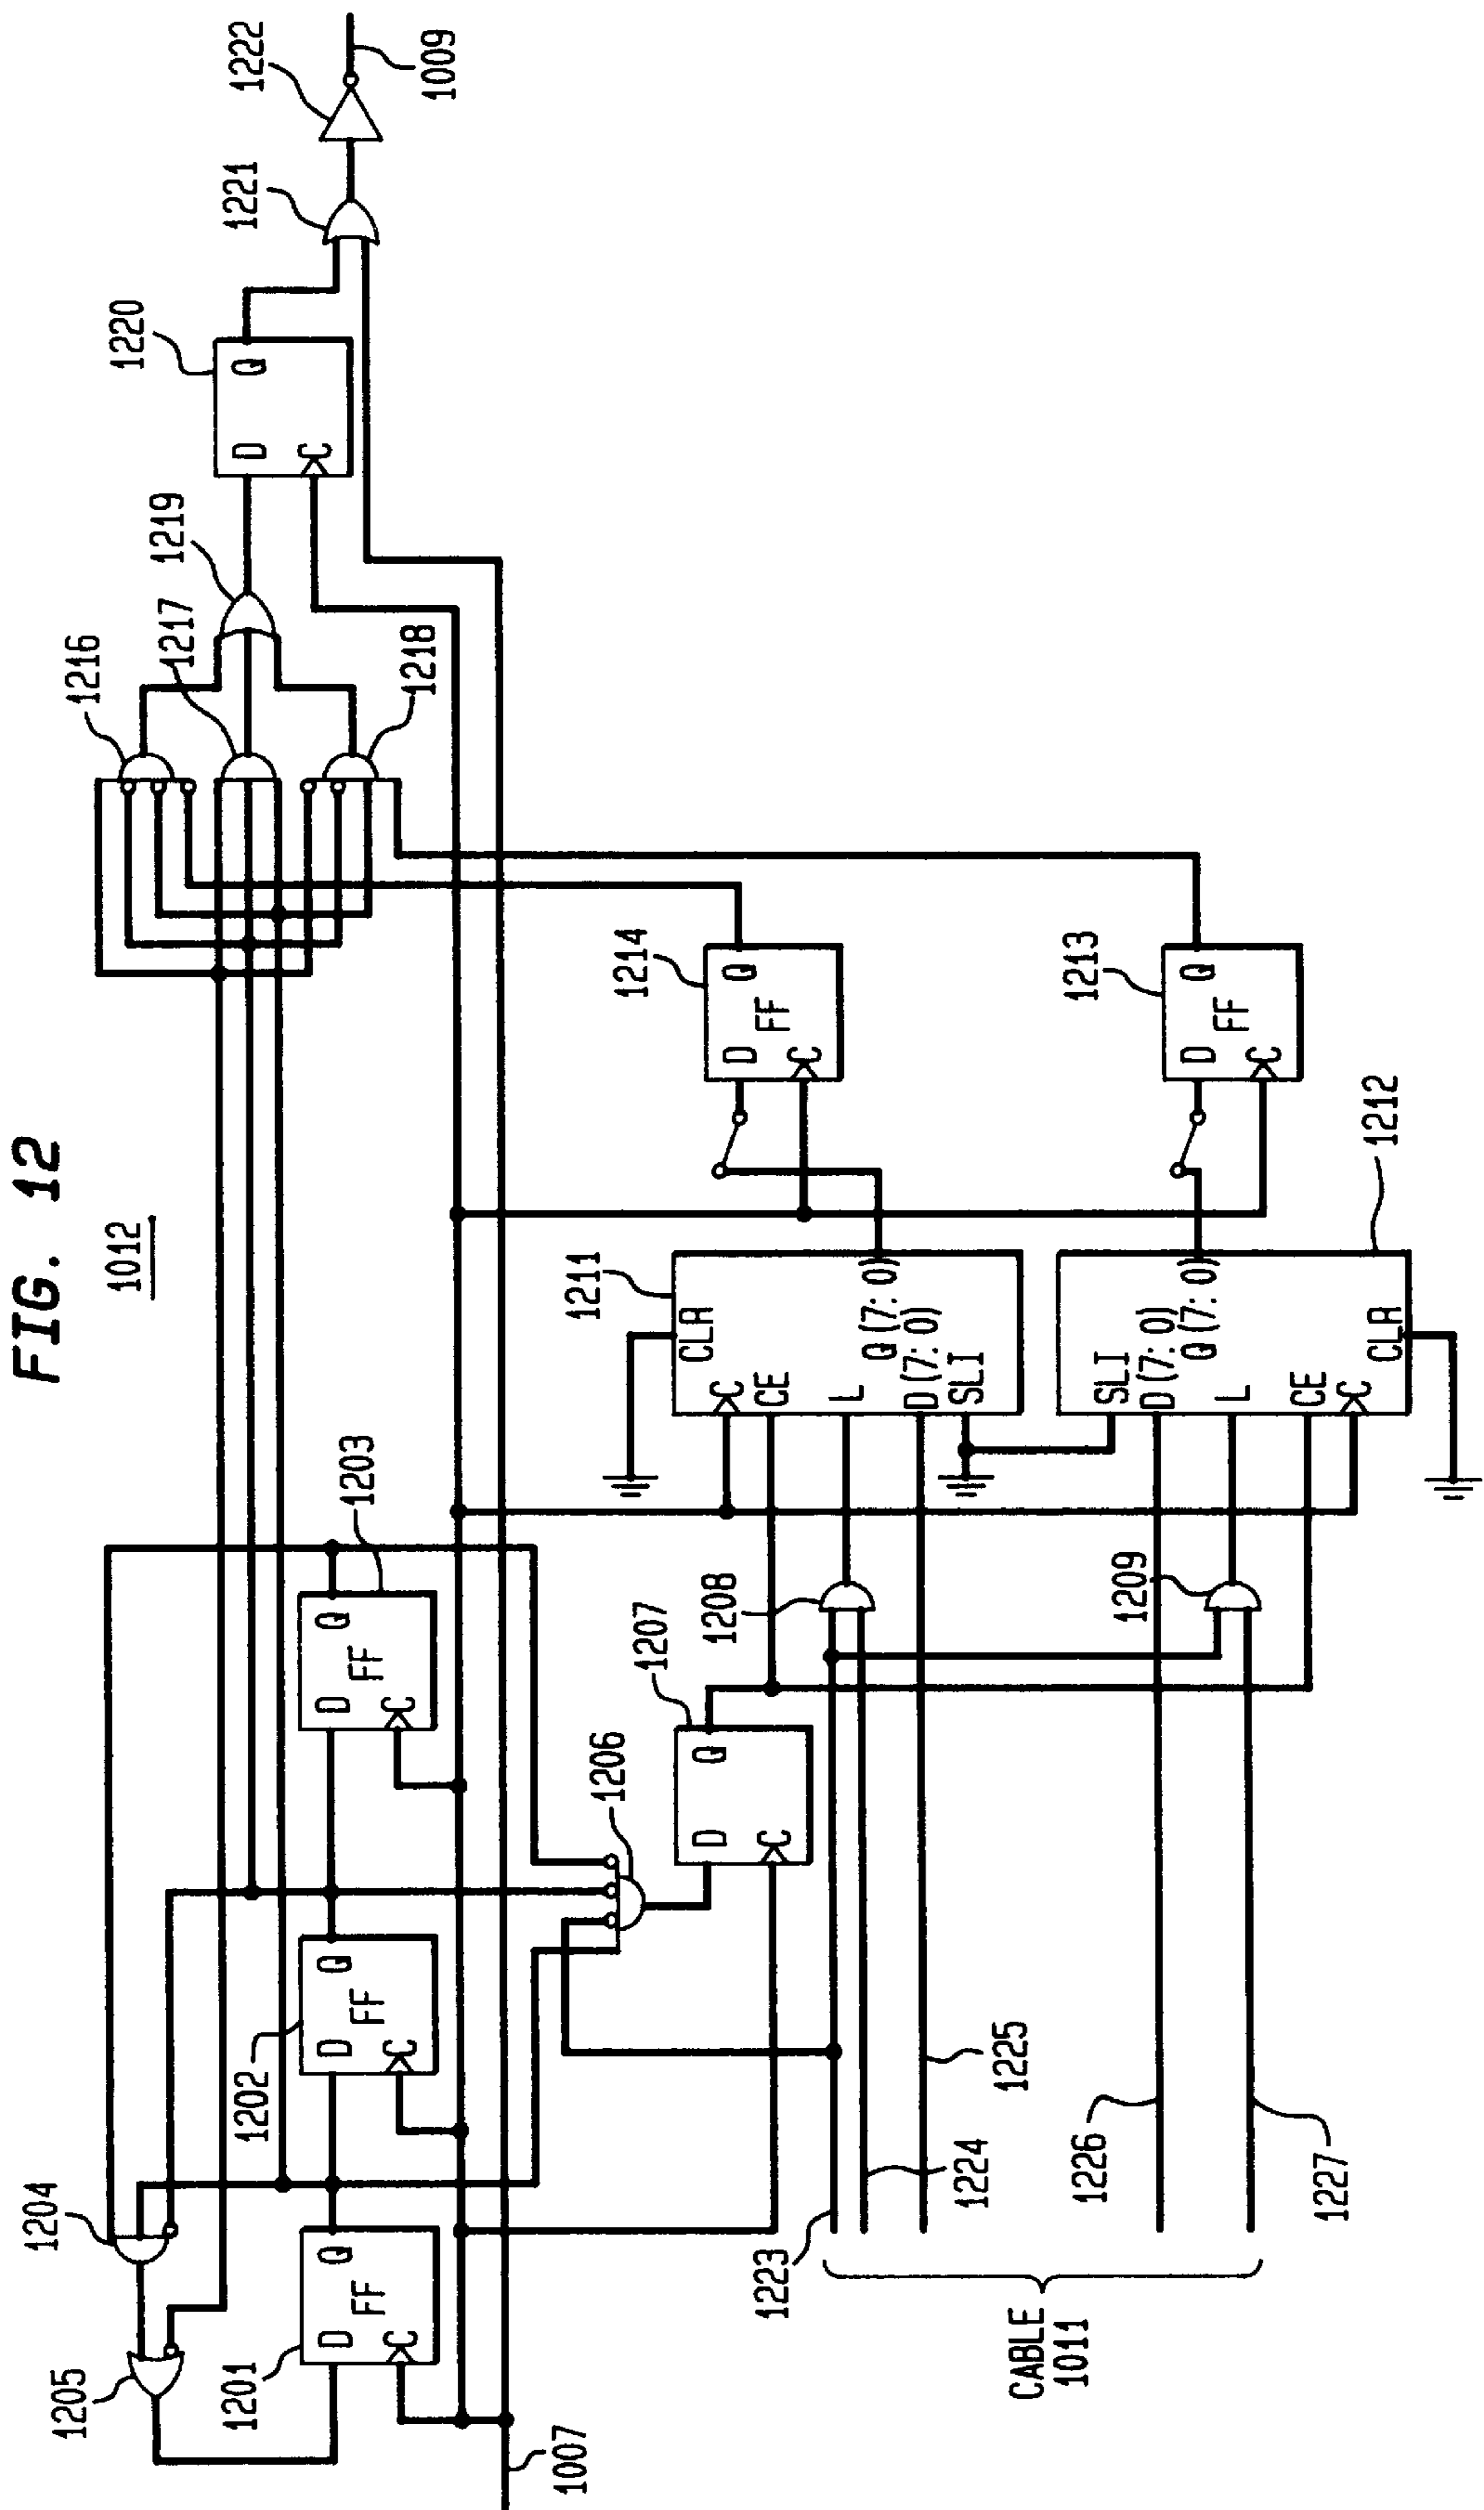 FIG. 12
1012
1205
1204
1201
D Q
FF
C
1202
D Q
FF
C
1203
D Q
FF
C
1007
1206
1207
D Q
C
1208
1209
1211
CLR
C
CE
L
Q(7:0)
D(7:0)
SLI
1212
SLI
D(7:0)
Q(7:0)
L
CE
C
CLR
1214
D Q
FF
C
1213
D Q
FF
C
1216
1217
1218
1219
1220
D Q
C
1221
1222
1009
1223
1224
1225
1226
1227
CABLE
1011